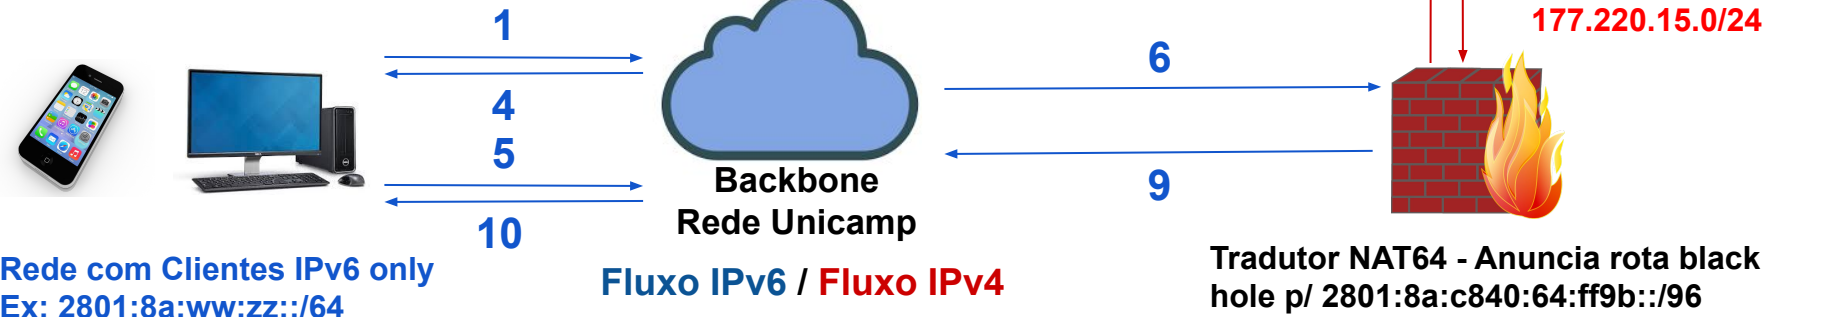 177.220.15.0/24
1
6
4
5
9
10
Backbone
Rede Unicamp
Rede com Clientes IPv6 only
Ex: 2801:8a:ww:zz::/64
Fluxo IPv6 / Fluxo IPv4
Tradutor NAT64 - Anuncia rota black
hole p/ 2801:8a:c840:64:ff9b::/96